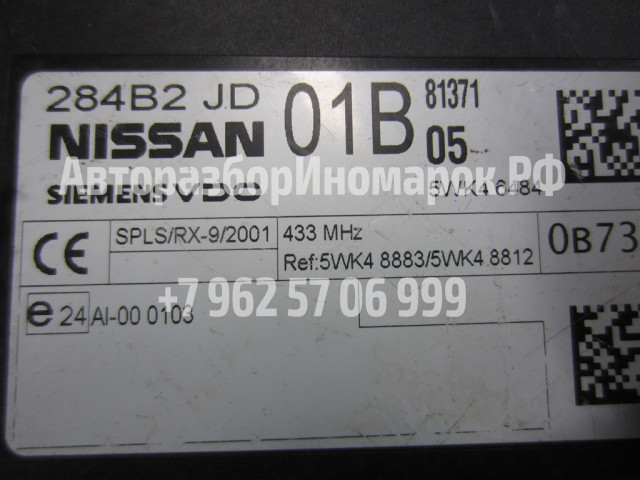 284B2 JD 01B 81371
NISSAN 05
АвторазборИномарок.РФ
SIEMENS VDO 5WK4 6484
CE SPLS/RX-9/2001 433 MHz 0B73
Ref:5WK4 8883/5WK4 8812
+7 962 57 06 999
e 24 AI-00 0103